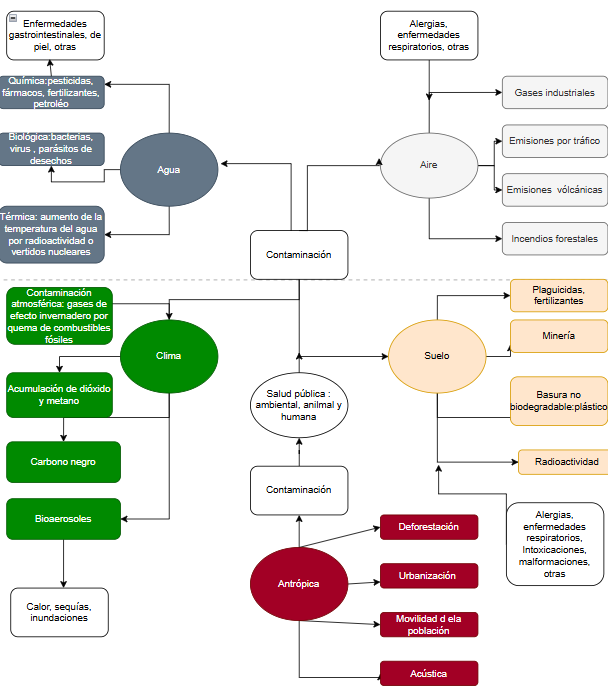 Enfermedades
gastrointestinales, de
piel, otras
Alergias,
enfermedades
respiratorios, otras
Química:pesticidas,
fármacos, fertilizantes,
petroléo
Gases industriales
Biológica:bacterias,
virus , parásitos de
desechos
Agua
Aire
Emisiones por tráfico
Emisiones vólcánicas
Térmica: aumento de la
temperatura del agua
por radioactividad o
vertidos nucleares
Incendios forestales
Contaminación
Contaminación
atmosférica: gases de
efecto invernadero por
quema de combustibles
fósiles
Plaguicidas,
fertilizantes
Clima
Suelo
Minería
Acumulación de dióxido
y metano
Salud pública :
ambiental, anilmal y
humana
Basura no
biodegradable:plástico
Carbono negro
Radioactividad
Contaminación
Bioaerosoles
Alergias,
enfermedades
respiratorios,
Intoxicaciones,
malformaciones,
otras
Deforestación
Antrópica
Urbanización
Calor, sequías,
inundaciones
Movilidad d ela
población
Acústica